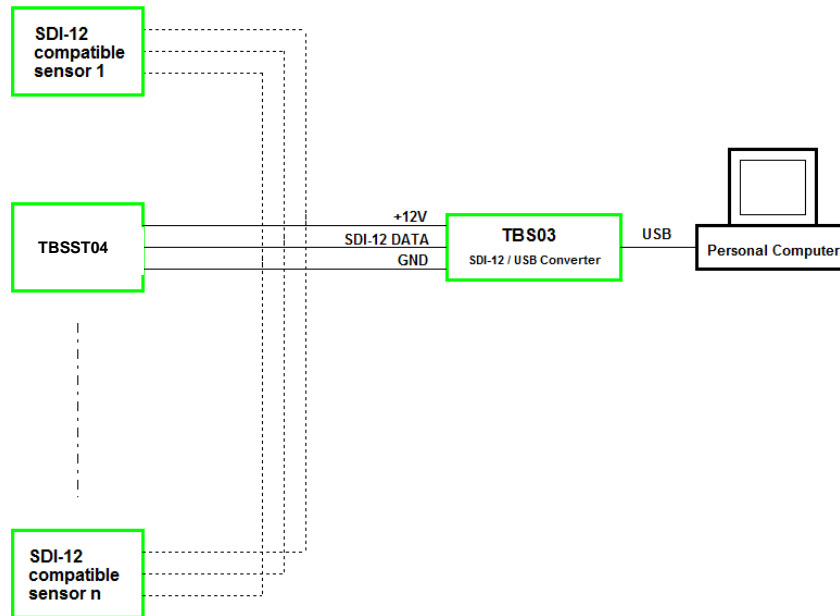 SDI-12
compatible
sensor 1
TBSST04
+12V
SDI-12 DATA
GND
TBS03
SDI-12 / USB Converter
USB
Personal Computer
SDI-12
compatible
sensor n